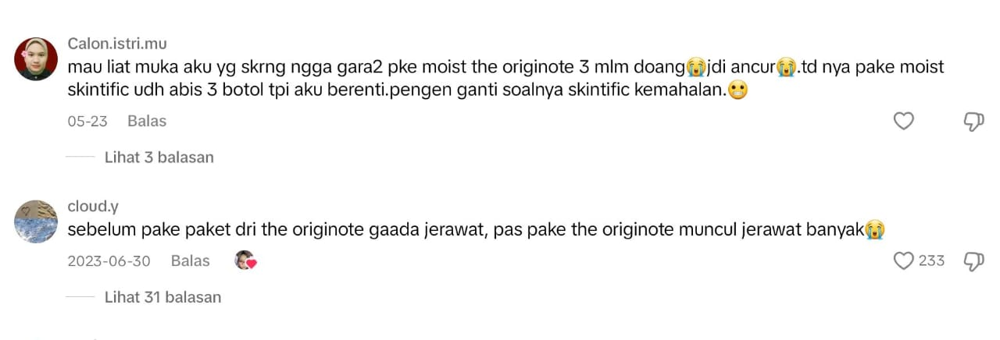 Calon.istri.mu
mau liat muka aku yg skrng ngga gara2 pke moist the originote 3 mlm doang😭jdi ancur😭.td nya pake moist
skintific udh abis 3 botol tpi aku berenti.pengen ganti soalnya skintific kemahalan.😬
05-23 Balas
Lihat 3 balasan
cloud.y
sebelum pake paket dri the originote gaada jerawat, pas pake the originote muncul jerawat banyak😭
2023-06-30 Balas 233
Lihat 31 balasan